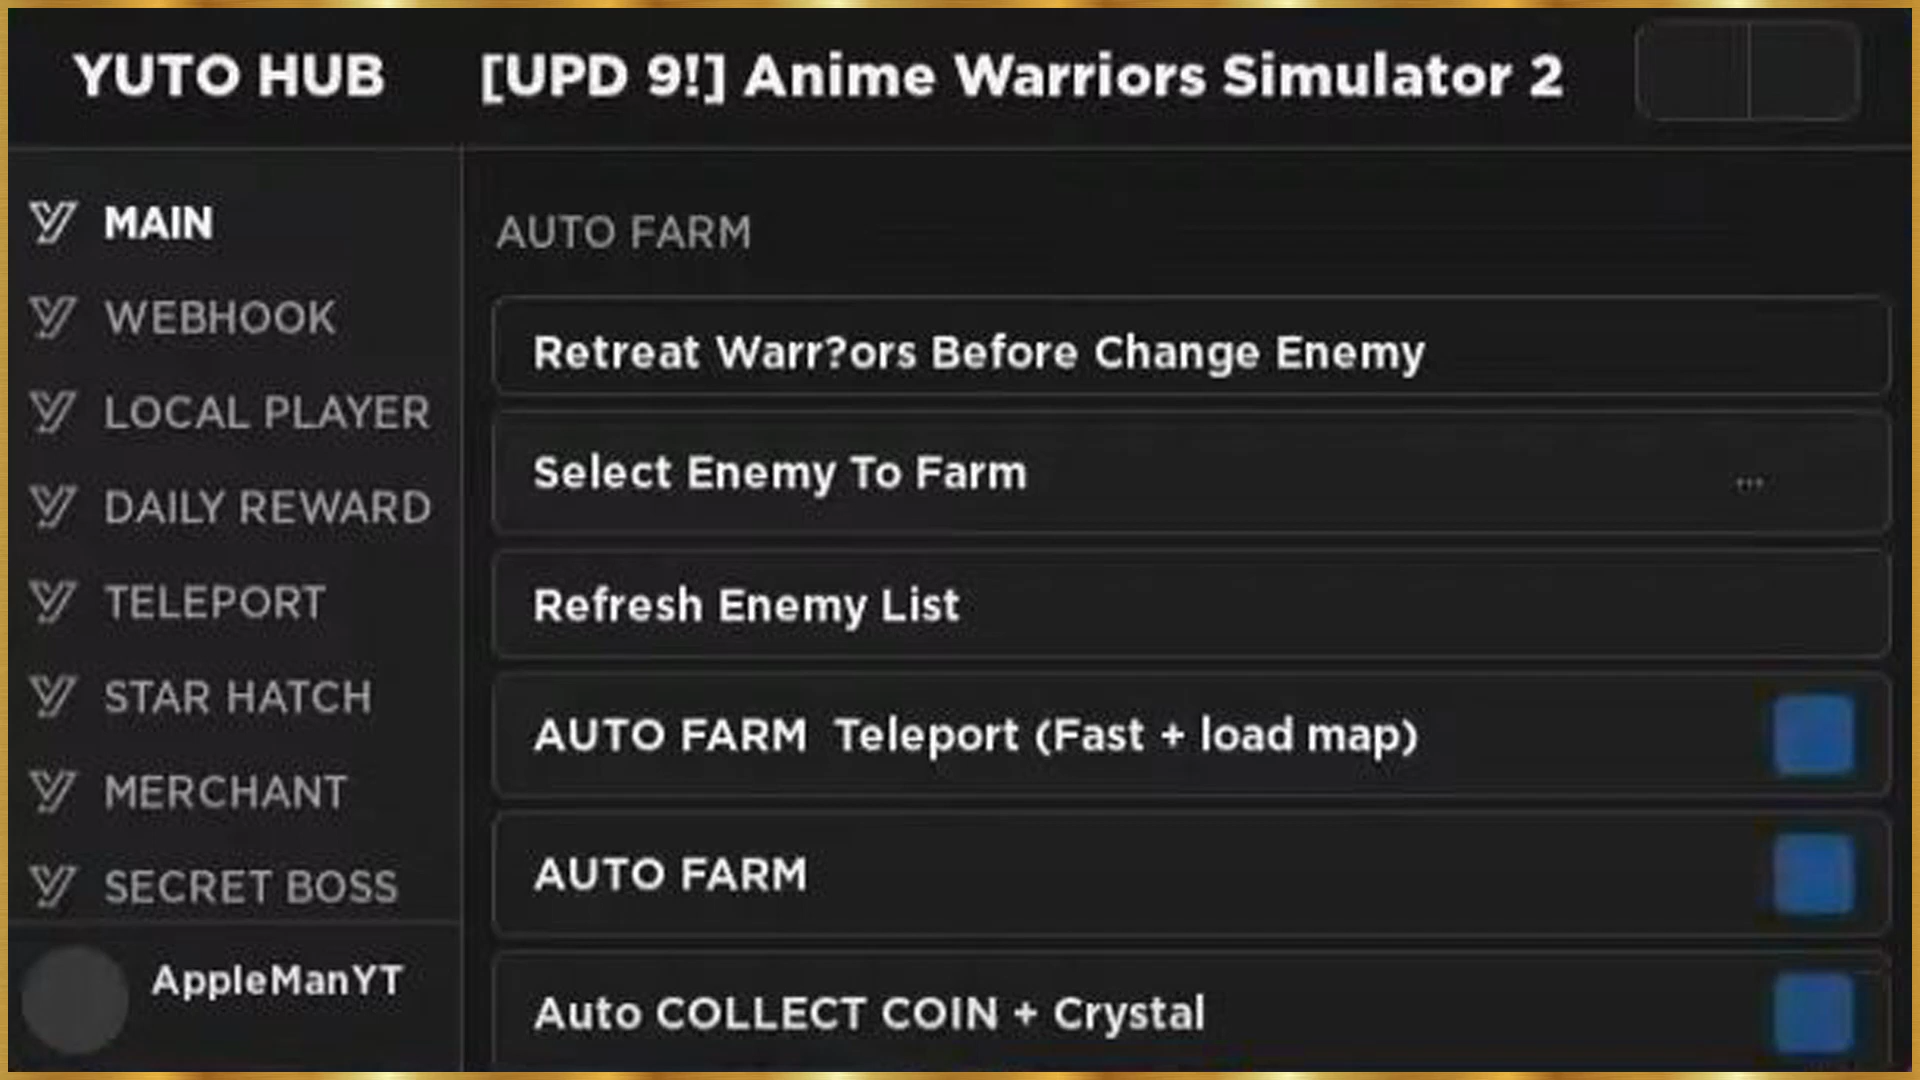 YUTO HUB
[UPD 9!] Anime Warriors Simulator 2
MAIN
WEBHOOK
LOCAL PLAYER
DAILY REWARD
TELEPORT
STAR HATCH
MERCHANT
SECRET BOSS
AppleManYT
AUTO FARM
Retreat Warr?ors Before Change Enemy
Select Enemy To Farm
...
Refresh Enemy List
AUTO FARM Teleport (Fast + load map)
AUTO FARM
Auto COLLECT COIN + Crystal